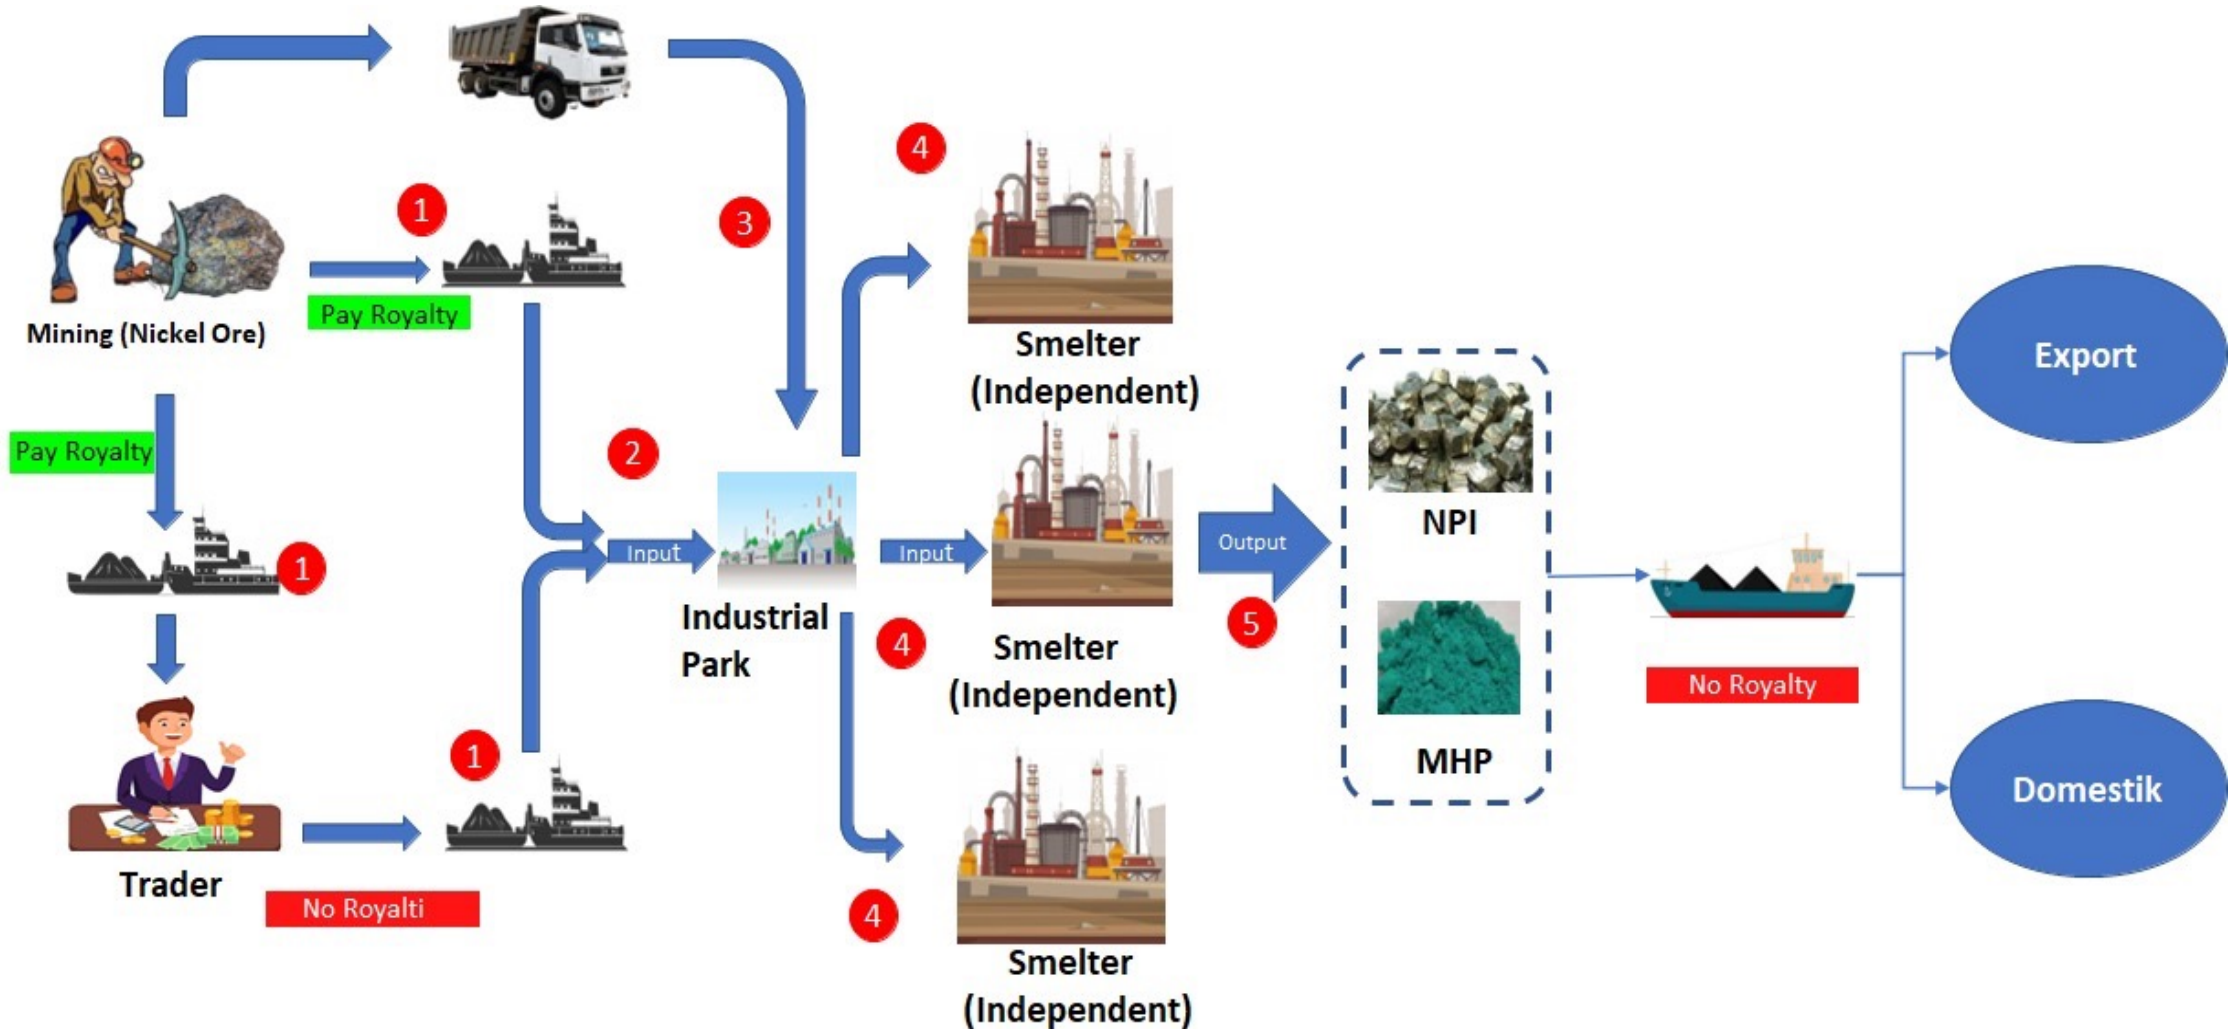 4
1
3
Pay Royalty
Mining (Nickel Ore)
Smelter
(Independent)
Export
Pay Royalty
2
NPI
Input
Input
Output
1
Industrial
Park
4
5
Smelter
(Independent)
No Royalty
1
MHP
Domestik
Trader
No Royalti
4
Smelter
(Independent)